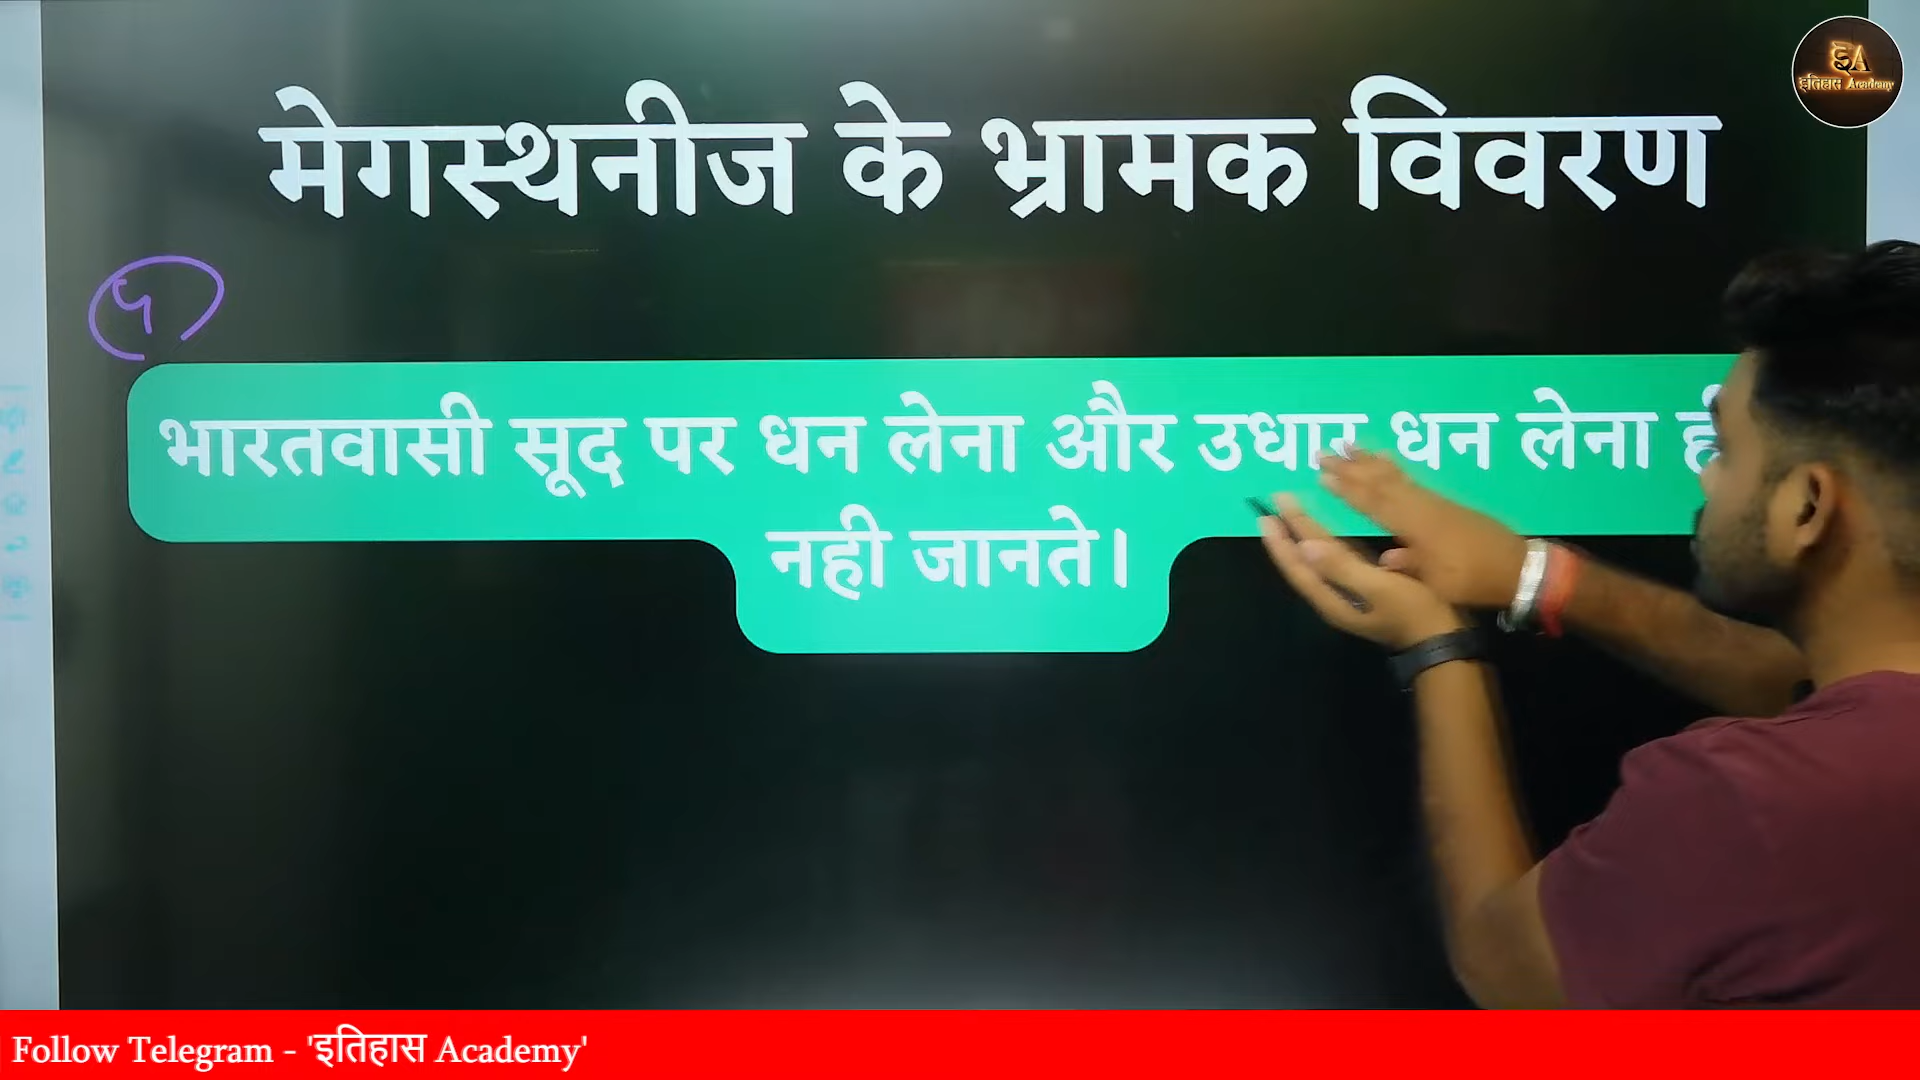 इतिहास Academy
मेगस्थनीज के भ्रामक विवरण
५
भारतवासी सूद पर धन लेना और उधार धन लेना
नही जानते।
Follow Telegram - 'इतिहास Academy'